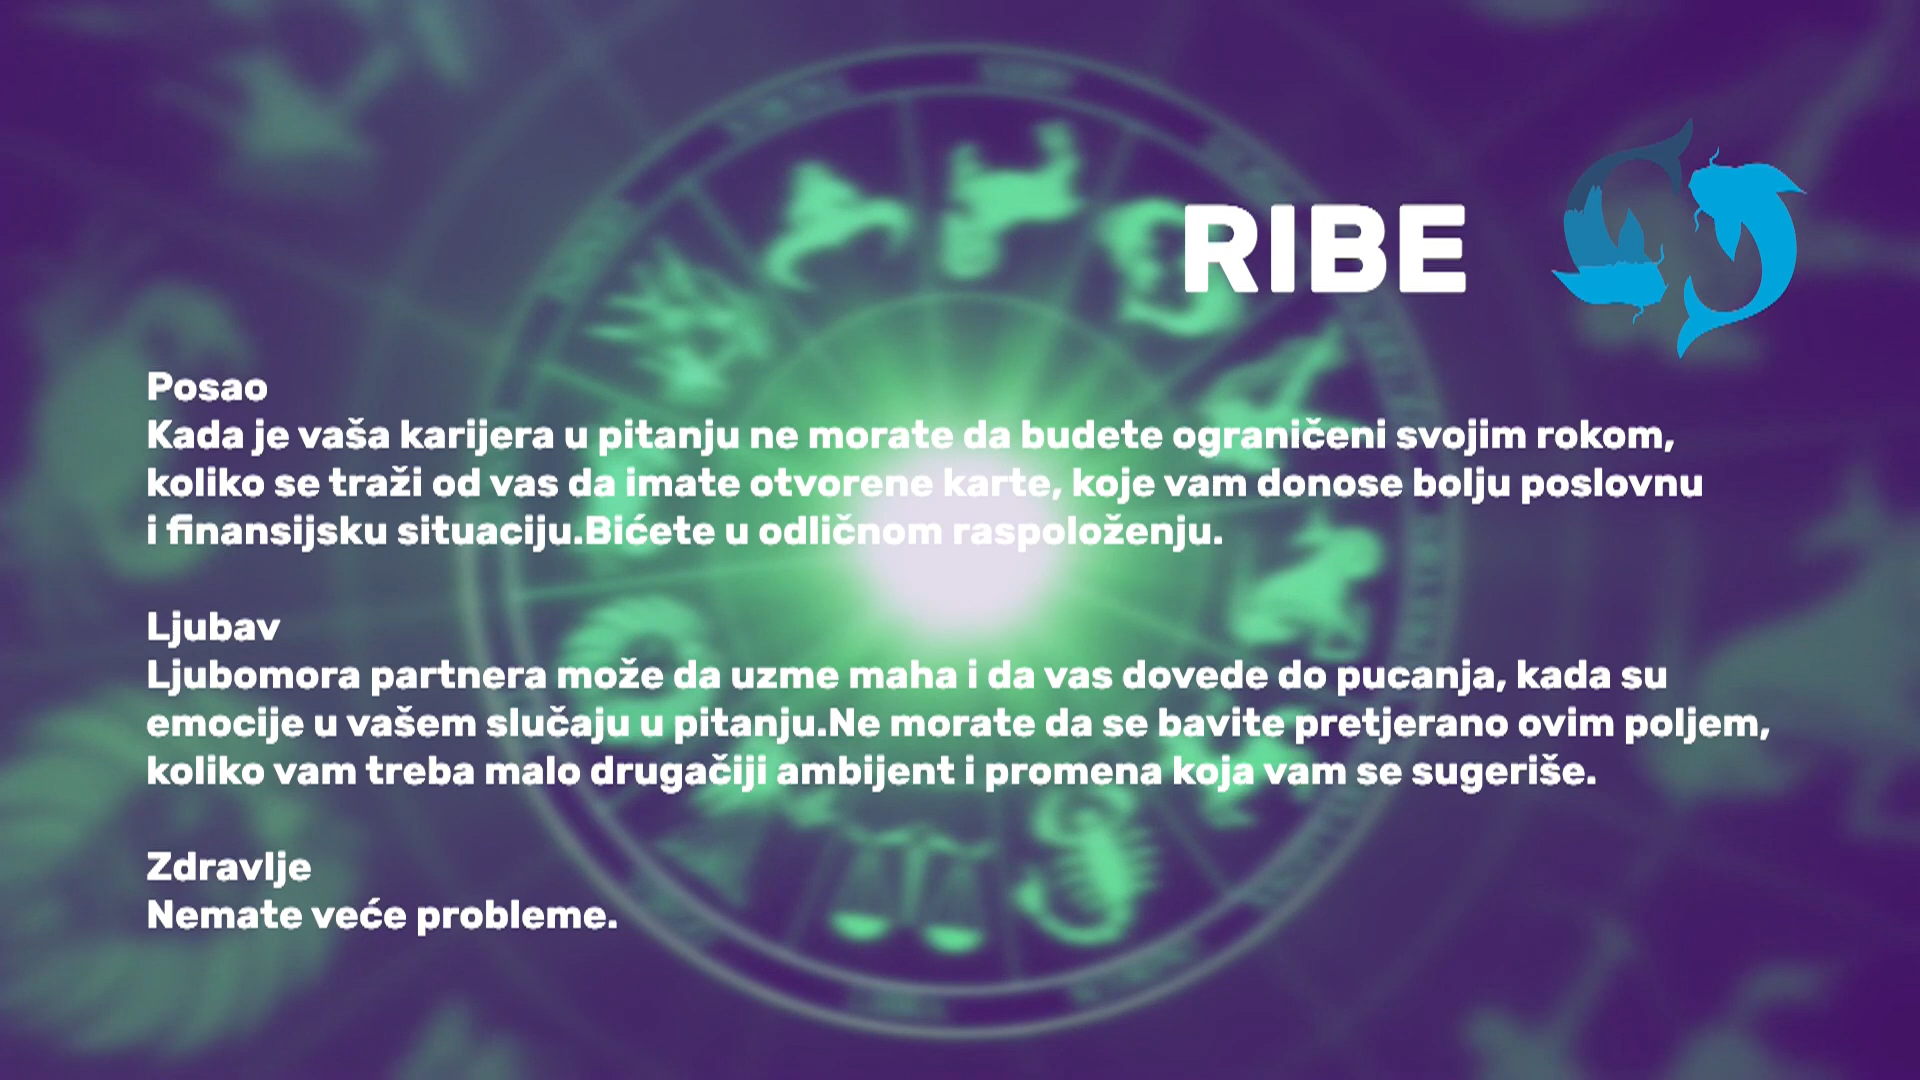 RIBE
Posao
Kada je vaša karijera u pitanju ne morate da budete ograničeni svojim rokom,
koliko se traži od vas da imate otvorene karte, koje vam donose bolju poslovnu
i finansijsku situaciju.Bićete u odličnom raspoloženju.
Ljubav
Ljubomora partnera može da uzme maha i da vas dovede do pucanja, kada su
emocije u vašem slučaju u pitanju.Ne morate da se bavite pretjerano ovim poljem,
koliko vam treba malo drugačiji ambijent i promena koja vam se sugeriše.
Zdravlje
Nemate veće probleme.